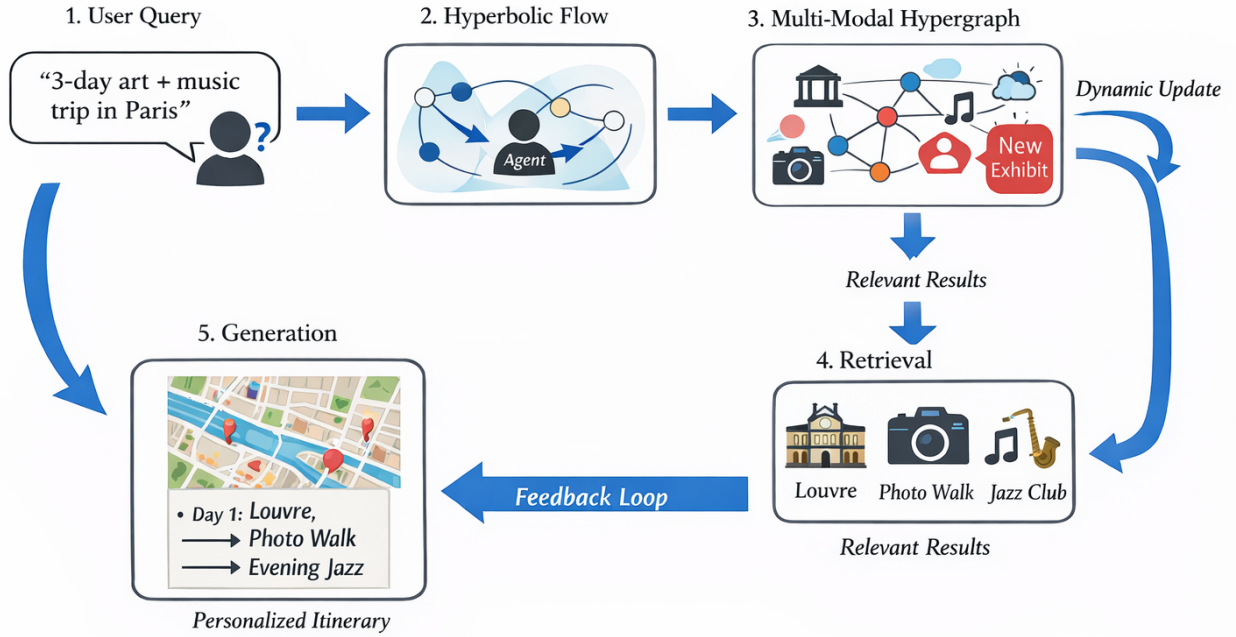 1. User Query
2. Hyperbolic Flow
3. Multi-Modal Hypergraph
“3-day art + music
trip in Paris”
?
Agent
New
Exhibit
Dynamic Update
Relevant Results
4. Retrieval
Louvre
Photo Walk
Jazz Club
Relevant Results
Feedback Loop
5. Generation
• Day 1: Louvre,
Photo Walk
Evening Jazz
Personalized Itinerary